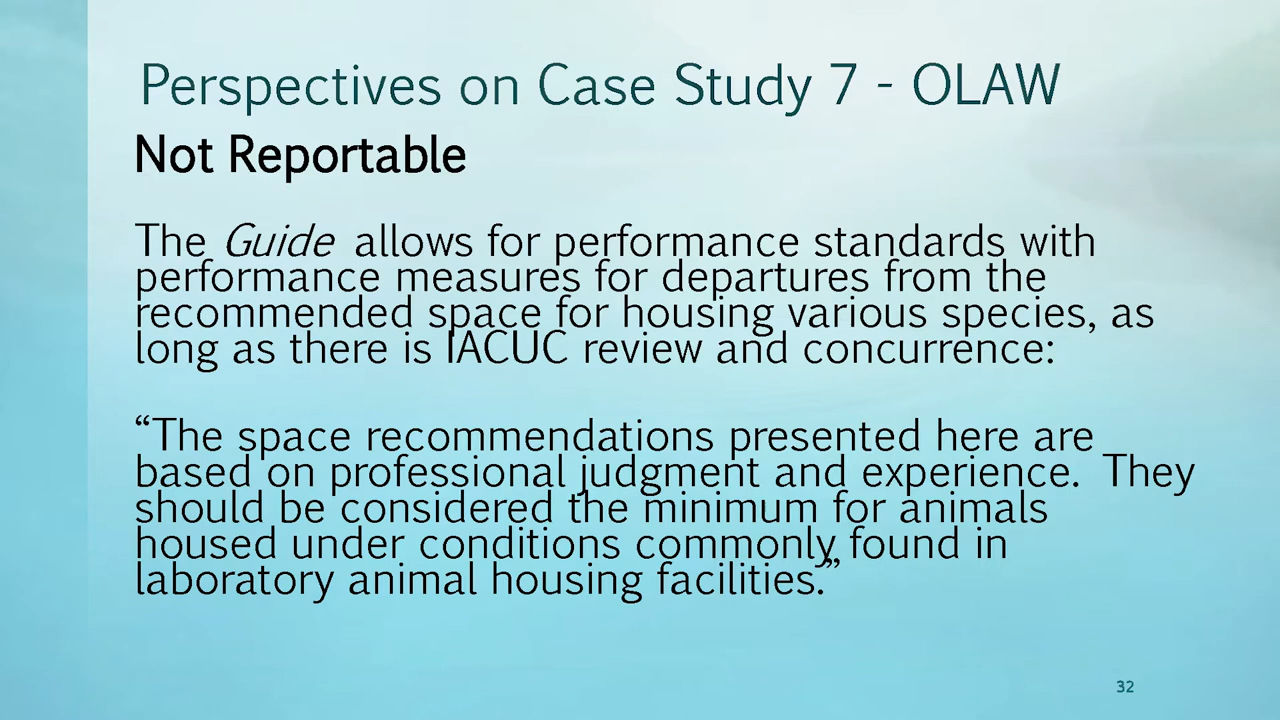 Perspectives on Case Study 7 - OLAW
Not Reportable
The Guide allows for performance standards with
performance measures for departures from the
recommended space for housing various species, as
long as there is IACUC review and concurrence:
“The space recommendations presented here are
based on professional judgment and experience. They
should be considered the minimum for animals
housed under conditions commonly found in
laboratory animal housing facilities.”
32